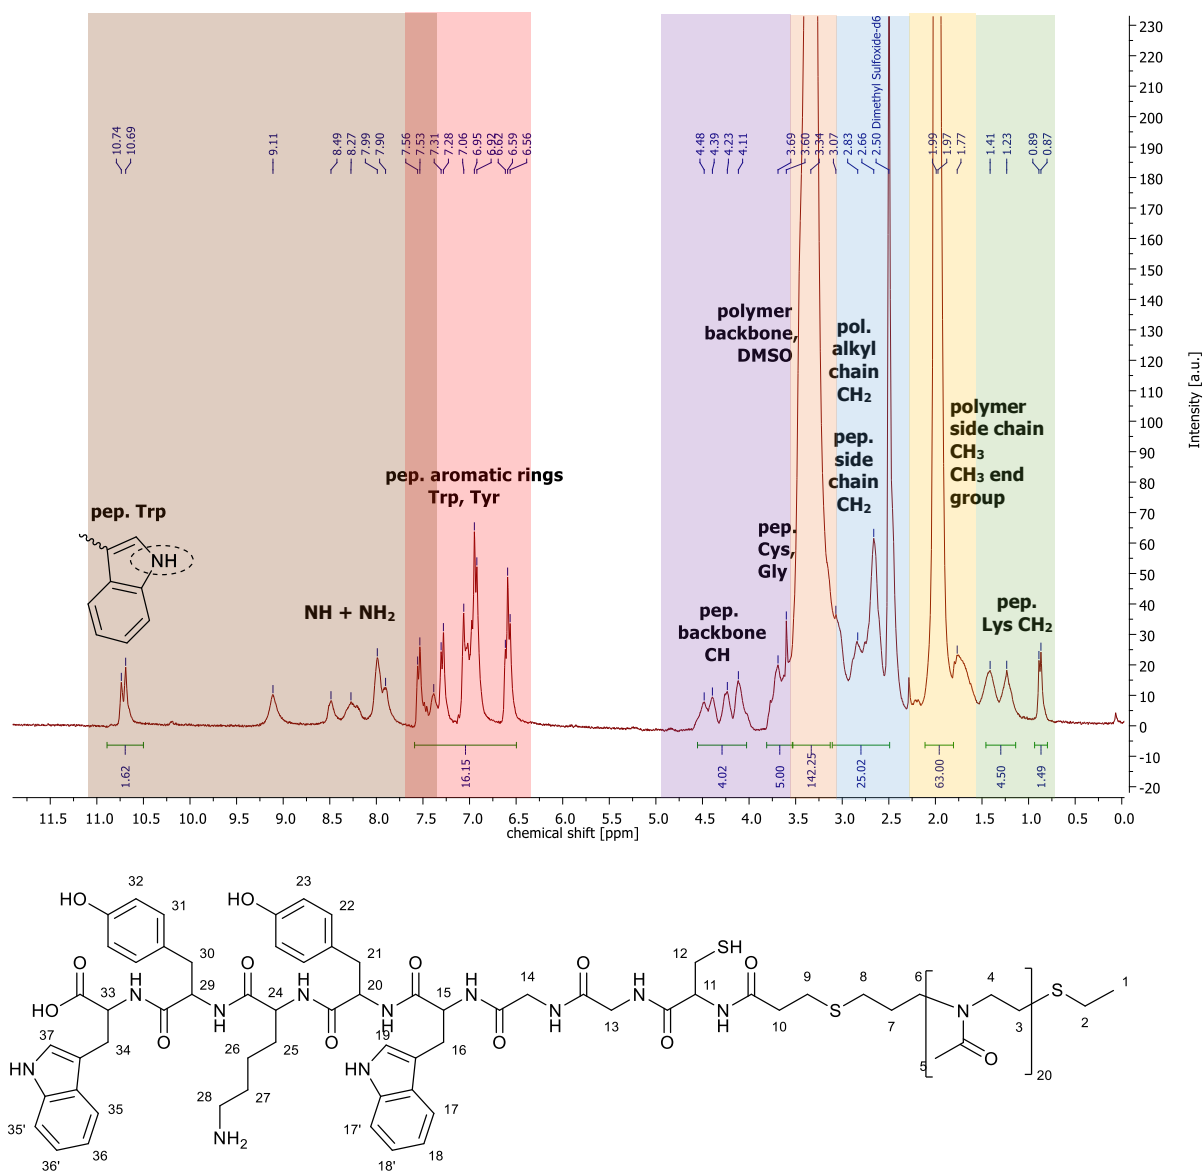 10.74
10.69
9.11
8.49
8.27
7.99
7.90
7.56
7.53
7.31
7.28
7.06
6.95
6.92
6.62
6.59
6.56
4.48
4.39
4.23
4.11
3.69
3.60
3.34
3.07
2.83
2.66
2.50 Dimethyl Sulfoxide-d6
1.99
1.97
1.77
1.41
1.23
0.89
0.87
230
220
210
200
190
180
170
160
150
140
130
120
110
100
90
80
70
60
50
40
30
20
10
0
-10
-20
Intensity [a.u.]
polymer
backbone,
DMSO
pol.
alkyl
chain
CH2
pep.
side
chain
CH2
polymer
side chain
CH3
CH3 end
group
pep. aromatic rings
Trp, Tyr
pep. Trp
NH
NH + NH2
pep.
Cys,
Gly
pep.
backbone
CH
pep.
Lys CH2
1.62
16.15
4.02
5.00
142.25
25.02
63.00
4.50
1.49
11.5 11.0 10.5 10.0 9.5 9.0 8.5 8.0 7.5 7.0 6.5 6.0 5.5 5.0 4.5 4.0 3.5 3.0 2.5 2.0 1.5 1.0 0.5 0.0
chemical shift [ppm]
32 23
HO HO
31 22
30 21 12 SH
O H O H O 14 O H 11 O 9 8 6 4 1
33 N 29 24 N 20 15 N N S N S
HO N H O N H O N H O 13 O N H 10 7 3 2
37 34 26 25 19 16 5 O 20
HN 28 27 HN
35 17
35' NH2 17'
36' 36 18' 18